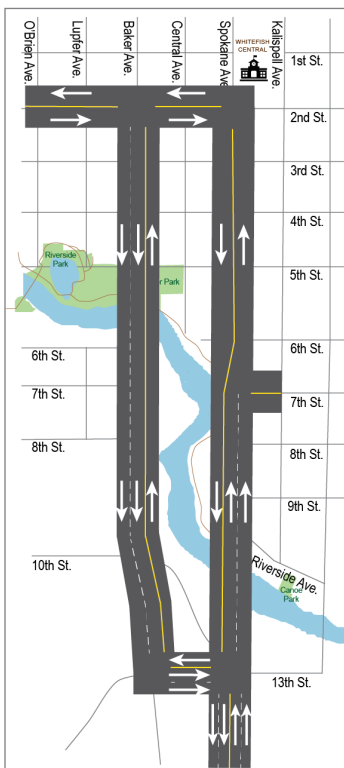 O'Brien Ave.
Lupfer Ave.
Baker Ave.
Central Ave.
Spokane Ave.
Kalispell Ave.
WHITEFISH
CENTRAL
1st St.
2nd St.
3rd St.
4th St.
Riverside
Park
r Park
5th St.
6th St.
6th St.
7th St.
7th St.
8th St.
8th St.
9th St.
10th St.
Riverside Ave.
Canoe
Park
13th St.